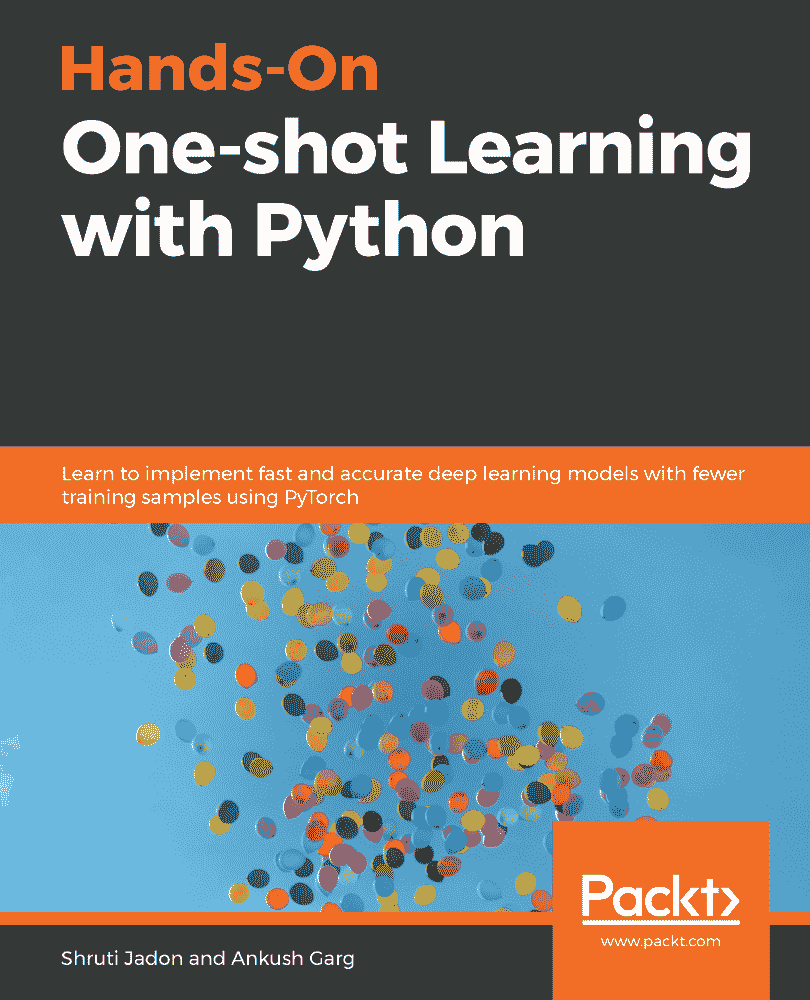 Hands-On
One-shot Learning
with Python
Learn to implement fast and accurate deep learning models with fewer
training samples using PyTorch
Packt>
www.packt.com
Shruti Jadon and Ankush Garg